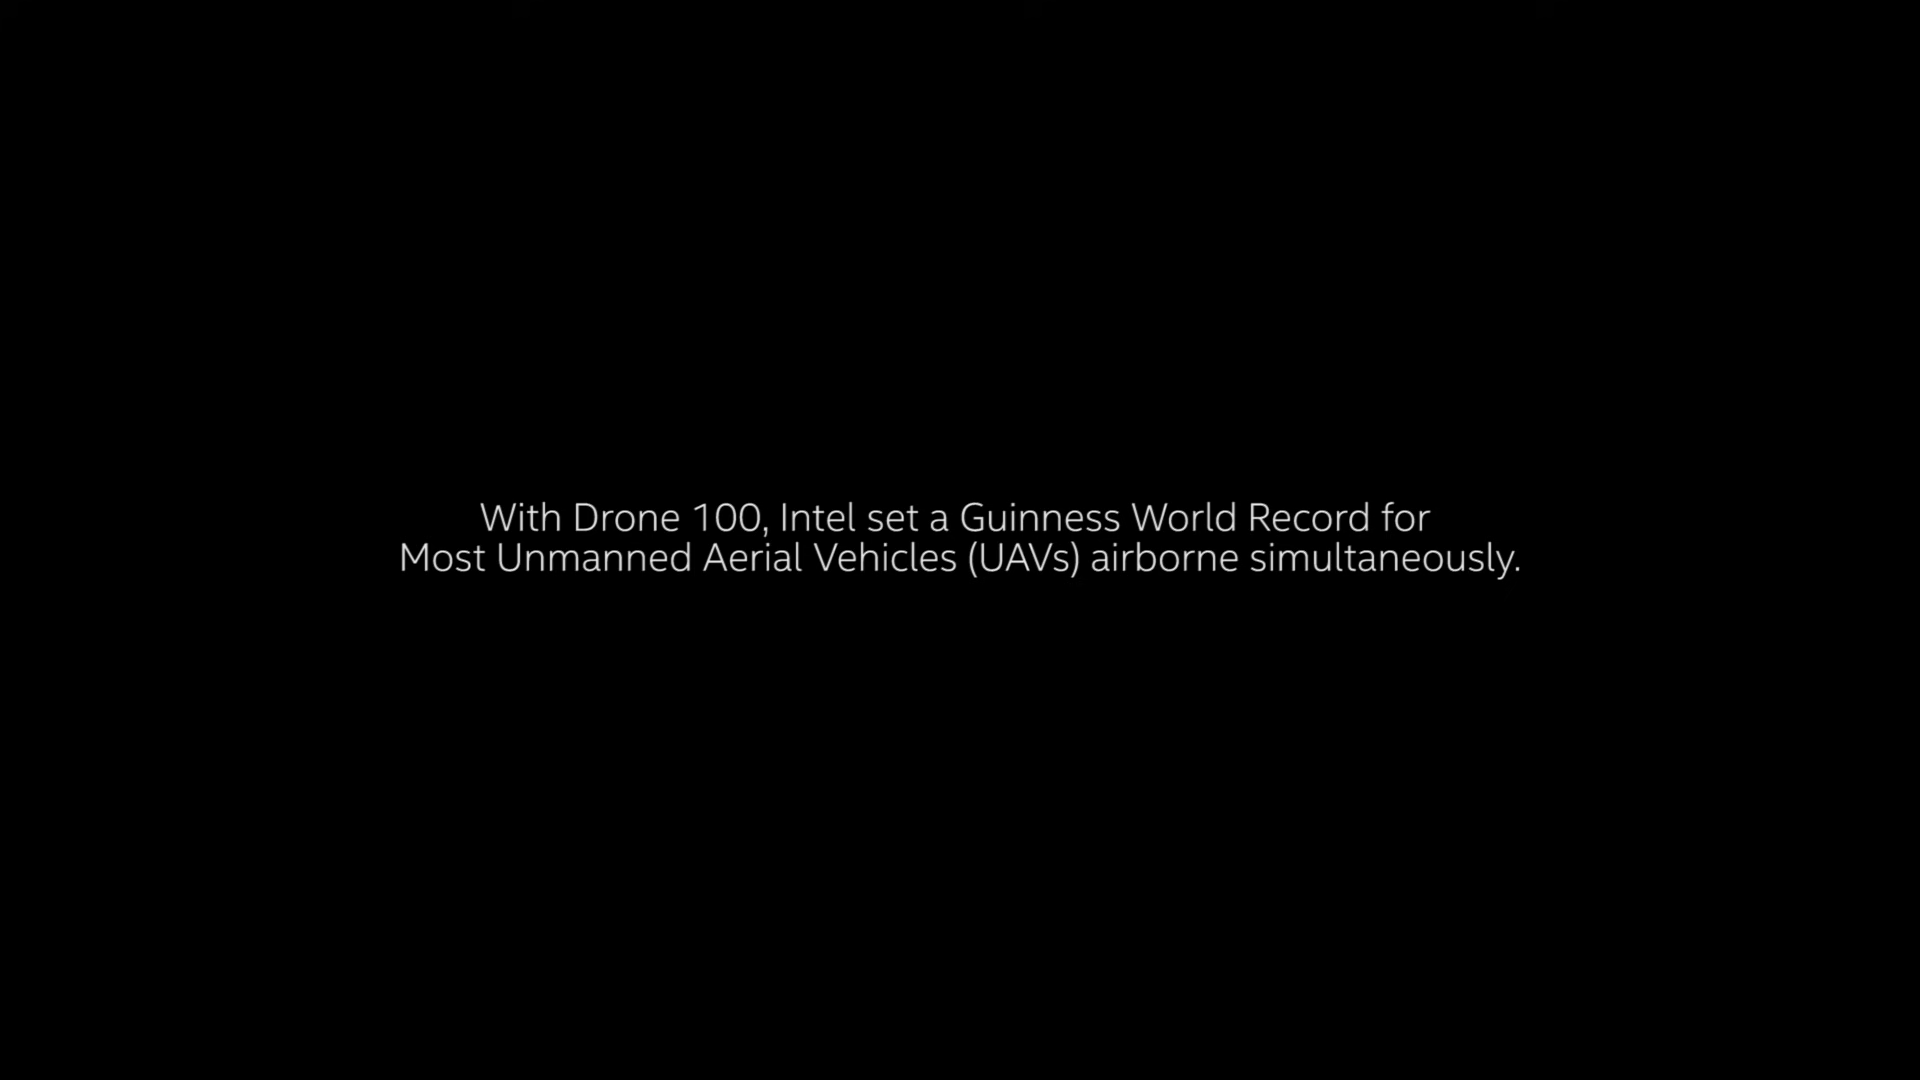 With Drone 100, Intel set a Guinness World Record for
Most Unmanned Aerial Vehicles (UAVs) airborne simultaneously.